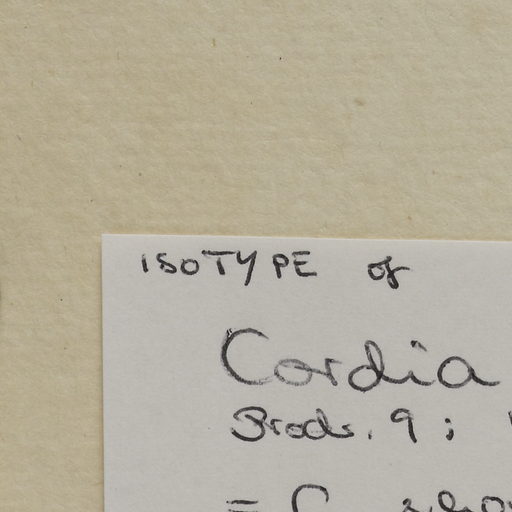 ISOTYPE of
Cordia
Prodr. 9;
= C.